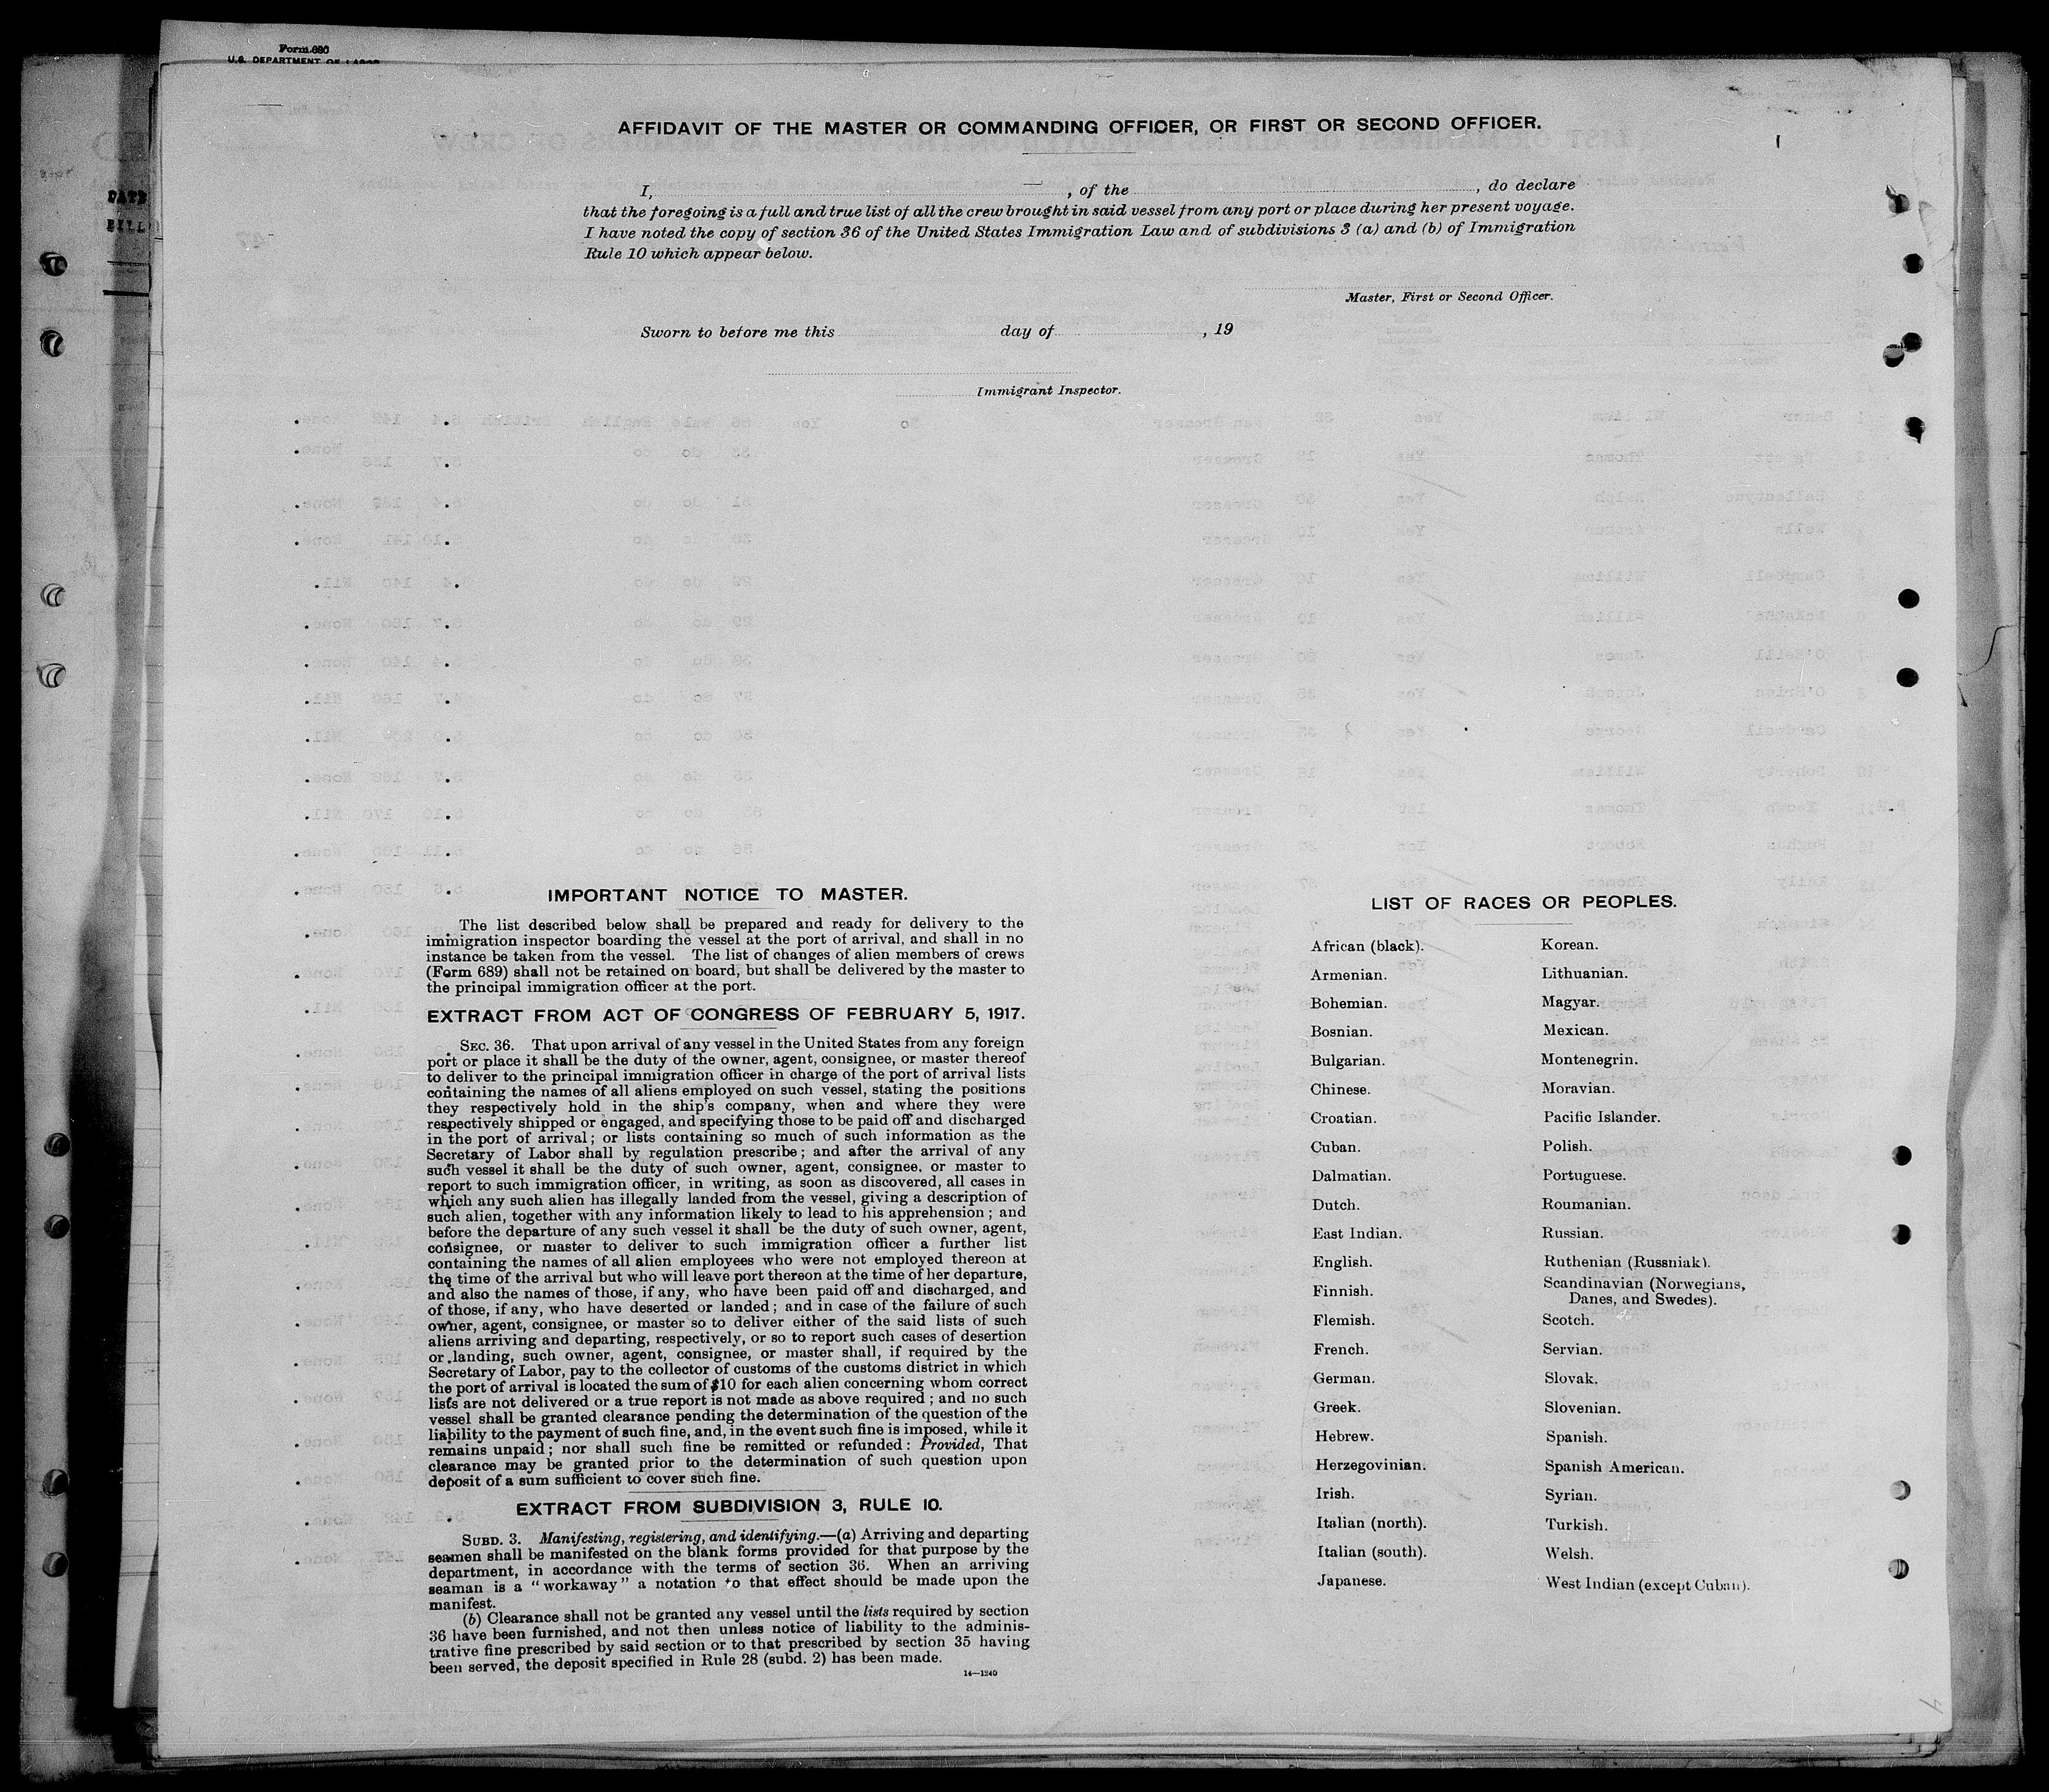 Form 680
U.S. DEPARTMENT OF LABOR
AFFIDAVIT OF THE MASTER OR COMMANDING OFFICER, OR FIRST OR SECOND OFFICER.
I, , of the , do declare
that the foregoing is a full and true list of all the crew brought in said vessel from any port or place during her present voyage.
I have noted the copy of section 36 of the United States Immigration Law and of subdivisions 3 (a) and (b) of Immigration
Rule 10 which appear below.
Master, First or Second Officer.
Sworn to before me this day of , 19
Immigrant Inspector.
IMPORTANT NOTICE TO MASTER.
The list described below shall be prepared and ready for delivery to the
immigration inspector boarding the vessel at the port of arrival, and shall in no
instance be taken from the vessel. The list of changes of alien members of crews
(Form 689) shall not be retained on board, but shall be delivered by the master to
the principal immigration officer at the port.
EXTRACT FROM ACT OF CONGRESS OF FEBRUARY 5, 1917.
SEC. 36. That upon arrival of any vessel in the United States from any foreign
port or place it shall be the duty of the owner, agent, consignee, or master thereof
to deliver to the principal immigration officer in charge of the port of arrival lists
containing the names of all aliens employed on such vessel, stating the positions
they respectively hold in the ship's company, when and where they were
respectively shipped or engaged, and specifying those to be paid off and discharged
in the port of arrival; or lists containing so much of such information as the
Secretary of Labor shall by regulation prescribe; and after the arrival of any
such vessel it shall be the duty of such owner, agent, consignee, or master to
report to such immigration officer, in writing, as soon as discovered, all cases in
which any such alien has illegally landed from the vessel, giving a description of
such alien, together with any information likely to lead to his apprehension; and
before the departure of any such vessel it shall be the duty of such owner, agent,
consignee, or master to deliver to such immigration officer a further list
containing the names of all alien employees who were not employed thereon at
the time of the arrival but who will leave port thereon at the time of her departure,
and also the names of those, if any, who have been paid off and discharged, and
of those, if any, who have deserted or landed; and in case of the failure of such
owner, agent, consignee, or master so to deliver either of the said lists of such
aliens arriving and departing, respectively, or so to report such cases of desertion
or landing, such owner, agent, consignee, or master shall, if required by the
Secretary of Labor, pay to the collector of customs of the customs district in which
the port of arrival is located the sum of $10 for each alien concerning whom correct
lists are not delivered or a true report is not made as above required; and no such
vessel shall be granted clearance pending the determination of the question of the
liability to the payment of such fine, and, in the event such fine is imposed, while it
remains unpaid; nor shall such fine be remitted or refunded: Provided, That
clearance may be granted prior to the determination of such question upon
deposit of a sum sufficient to cover such fine.
EXTRACT FROM SUBDIVISION 3, RULE 10.
SUBD. 3. Manifesting, registering, and identifying.—(a) Arriving and departing
seamen shall be manifested on the blank forms provided for that purpose by the
department, in accordance with the terms of section 36. When an arriving
seaman is a "workaway" a notation to that effect should be made upon the
manifest.
(b) Clearance shall not be granted any vessel until the lists required by section
36 have been furnished, and not then unless notice of liability to the adminis-
trative fine prescribed by said section or to that prescribed by section 35 having
been served, the deposit specified in Rule 28 (subd. 2) has been made.
14—1240
LIST OF RACES OR PEOPLES.
African (black).
Armenian.
Bohemian.
Bosnian.
Bulgarian.
Chinese.
Croatian.
Cuban.
Dalmatian.
Dutch.
East Indian.
English.
Finnish.
Flemish.
French.
German.
Greek.
Hebrew.
Herzegovinian.
Irish.
Italian (north).
Italian (south).
Japanese.
Korean.
Lithuanian.
Magyar.
Mexican.
Montenegrin.
Moravian.
Pacific Islander.
Polish.
Portuguese.
Roumanian.
Russian.
Ruthenian (Russniak).
Scandinavian (Norwegians,
Danes, and Swedes).
Scotch.
Servian.
Slovak.
Slovenian.
Spanish.
Spanish American.
Syrian.
Turkish.
Welsh.
West Indian (except Cuban).